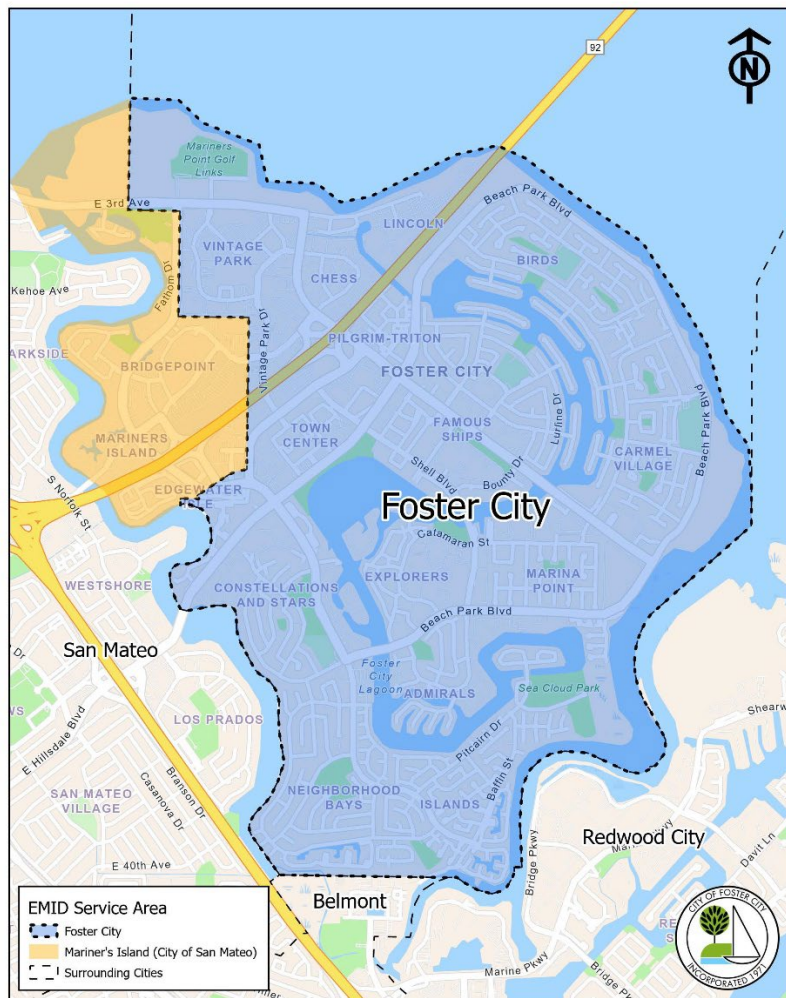 92
N
Mariners
Point Golf
Links
E 3rd Ave
Beach Park Blvd
LINCOLN
VINTAGE
PARK
BIRDS
CHESS
Kehoe Ave
Fathom Dr
Vintage Park Dr
PILGRIM-TRITON
ARKSIDE
BRIDGEPOINT
FOSTER CITY
Beach Park Blvd
Lurline Dr
TOWN
CENTER
FAMOUS
SHIPS
MARINERS
ISLAND
CARMEL
VILLAGE
Shell Blvd
Bounty Dr
S Norfolk St
EDGEWATER
ISLE
Foster City
Catamaran St
WESTSHORE
CONSTELLATIONS
AND STARS
EXPLORERS
MARINA
POINT
Beach Park Blvd
San Mateo
Foster
City
Lagoon
ADMIRALS
Sea Cloud Park
Dr
WS
E Hillsdale Blvd
LOS PRADOS
Shearw
Pitcairn Dr
Branson Dr
Casanova Dr
SAN MATEO
VILLAGE
NEIGHBORHOOD
BAYS
ISLANDS
Baffin St
Redwood City
Bridge Pkwy
Davit Ln
E 40th Ave
Belmont
EMID Service Area
Foster City
Mariner's Island (City of San Mateo)
Surrounding Cities
Marine Pkwy
CITY OF FOSTER CITY
INCORPORATED 1971